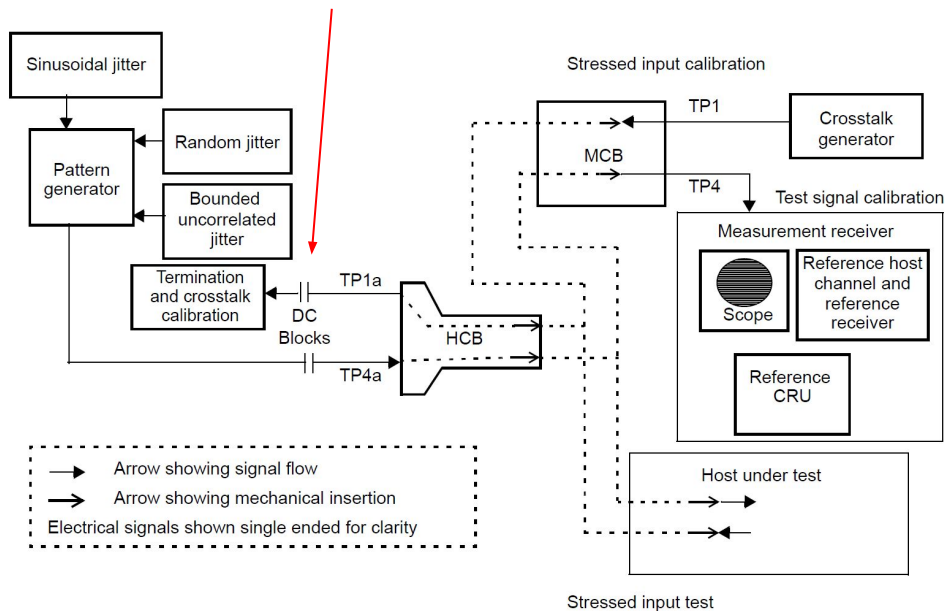 Sinusoidal jitter
Pattern
generator
Random jitter
Bounded
uncorrelated
jitter
Termination
and crosstalk
calibration
DC
Blocks
TP1a
TP4a
HCB
Stressed input calibration
MCB
TP1
TP4
Crosstalk
generator
Test signal calibration
Measurement receiver
Scope
Reference host
channel and
reference
receiver
Reference
CRU
Host under test
Stressed input test
Arrow showing signal flow
Arrow showing mechanical insertion
Electrical signals shown single ended for clarity